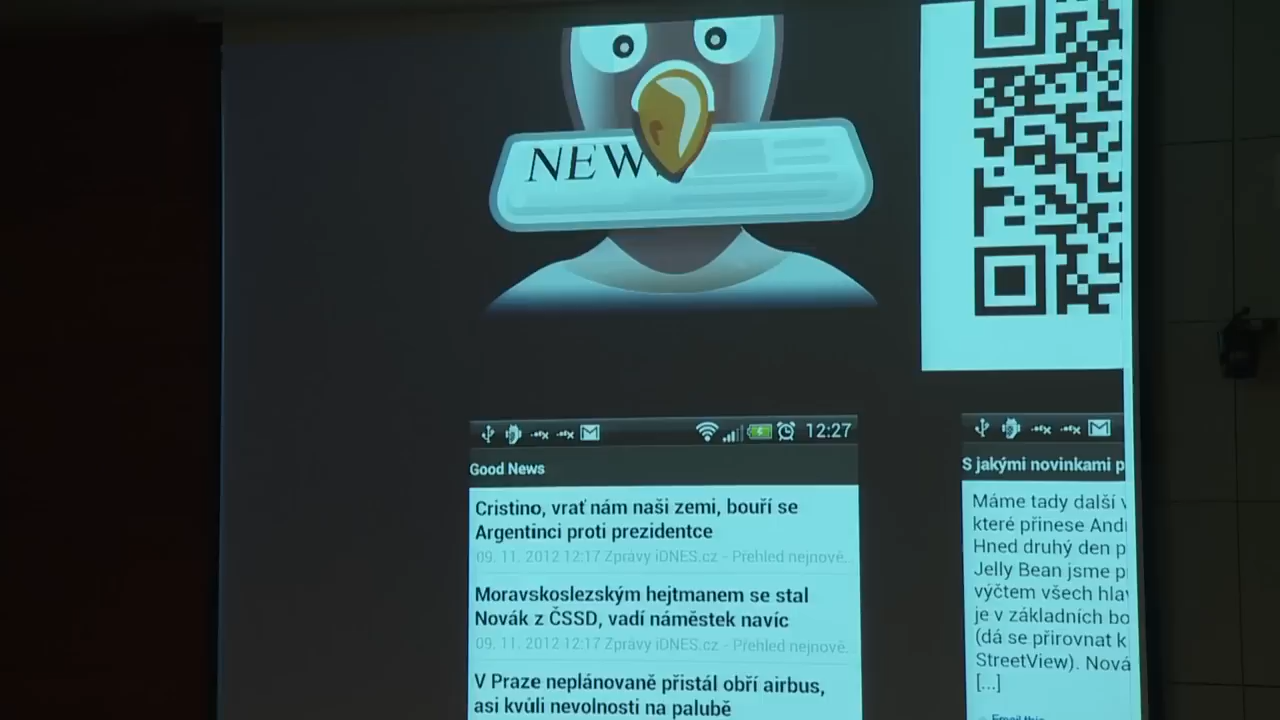 NEW
12:27
Good News
Cristino, vrať nám naši zemi, bouří se
Argentinci proti prezidentce
09. 11. 2012 12:17 Zprávy iDNES.cz - Přehled nejnově..
Moravskoslezským hejtmanem se stal
Novák z ČSSD, vadí náměstek navíc
09. 11. 2012 12:17 Zprávy iDNES.cz - Přehled nejnově.
V Praze neplánovaně přistál obří airbus,
asi kvůli nevolnosti na palubě
S jakými novinkami p
Máme tady další v
které přinese Andr
Hned druhý den p
Jelly Bean jsme p
výčtem všech hlav
je v základních bo
(dá se přirovnat k
StreetView). Nová
[...]
Email this